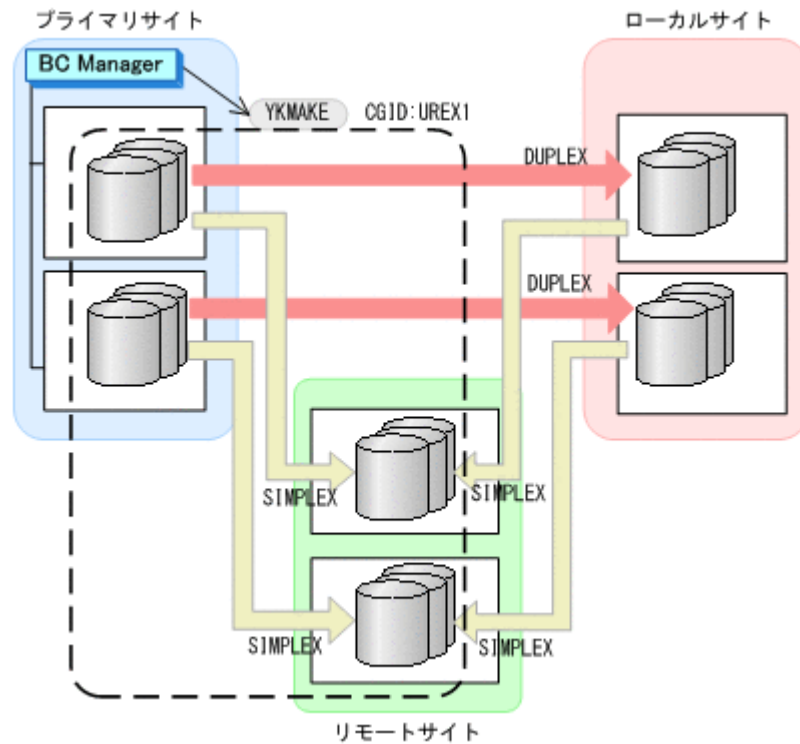 プライマリサイト
ローカルサイト
BC Manager
YKMAKE
CGID:UREX1
DUPLEX
DUPLEX
SIMPLEX
SIMPLEX
SIMPLEX
SIMPLEX
リモートサイト